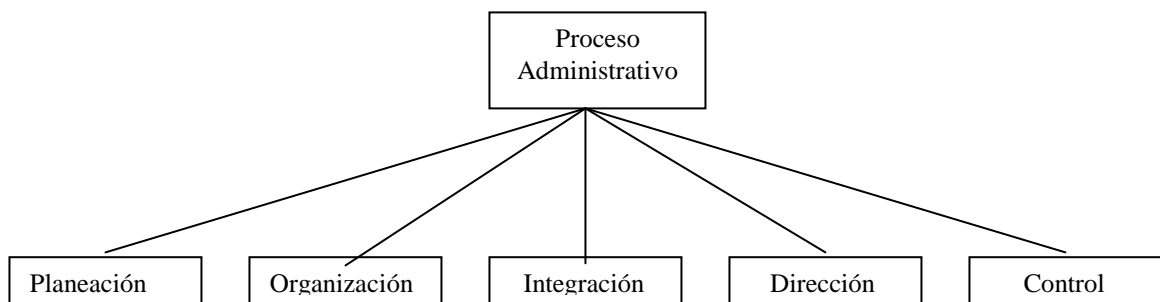 Proceso
Administrativo
Planeación
Organización
Integración
Dirección
Control